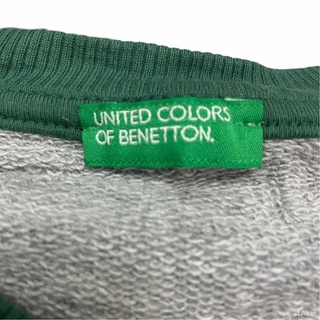 UNITED COLORS
OF BENETTON.